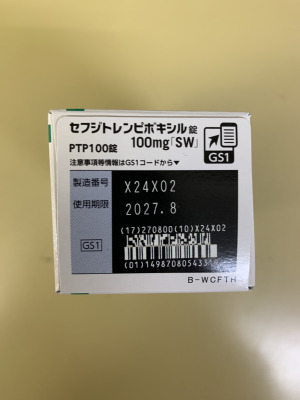 セフジトレンピボキシル錠
100mg「SW」
PTP100錠
GS1
注意事項等情報はGS1コードから▼
製造番号 X24X02
使用期限 2027.8
(17)270800(10)X24X02
GS1
(01)149870805433
B-WCFTR